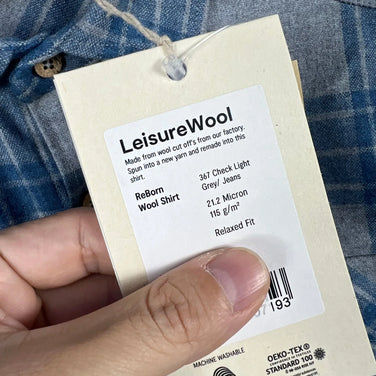 LeisureWool
Made from wool cut off's from our factory.
Spun into a new yarn and remade into this
shirt.
ReBorn
Wool Shirt
367 Check Light
Grey/ Jeans
21.2 Micron
115 g/m²
Relaxed Fit
193
MACHINE WASHABLE
OEKO-TEX®
STANDARD 100